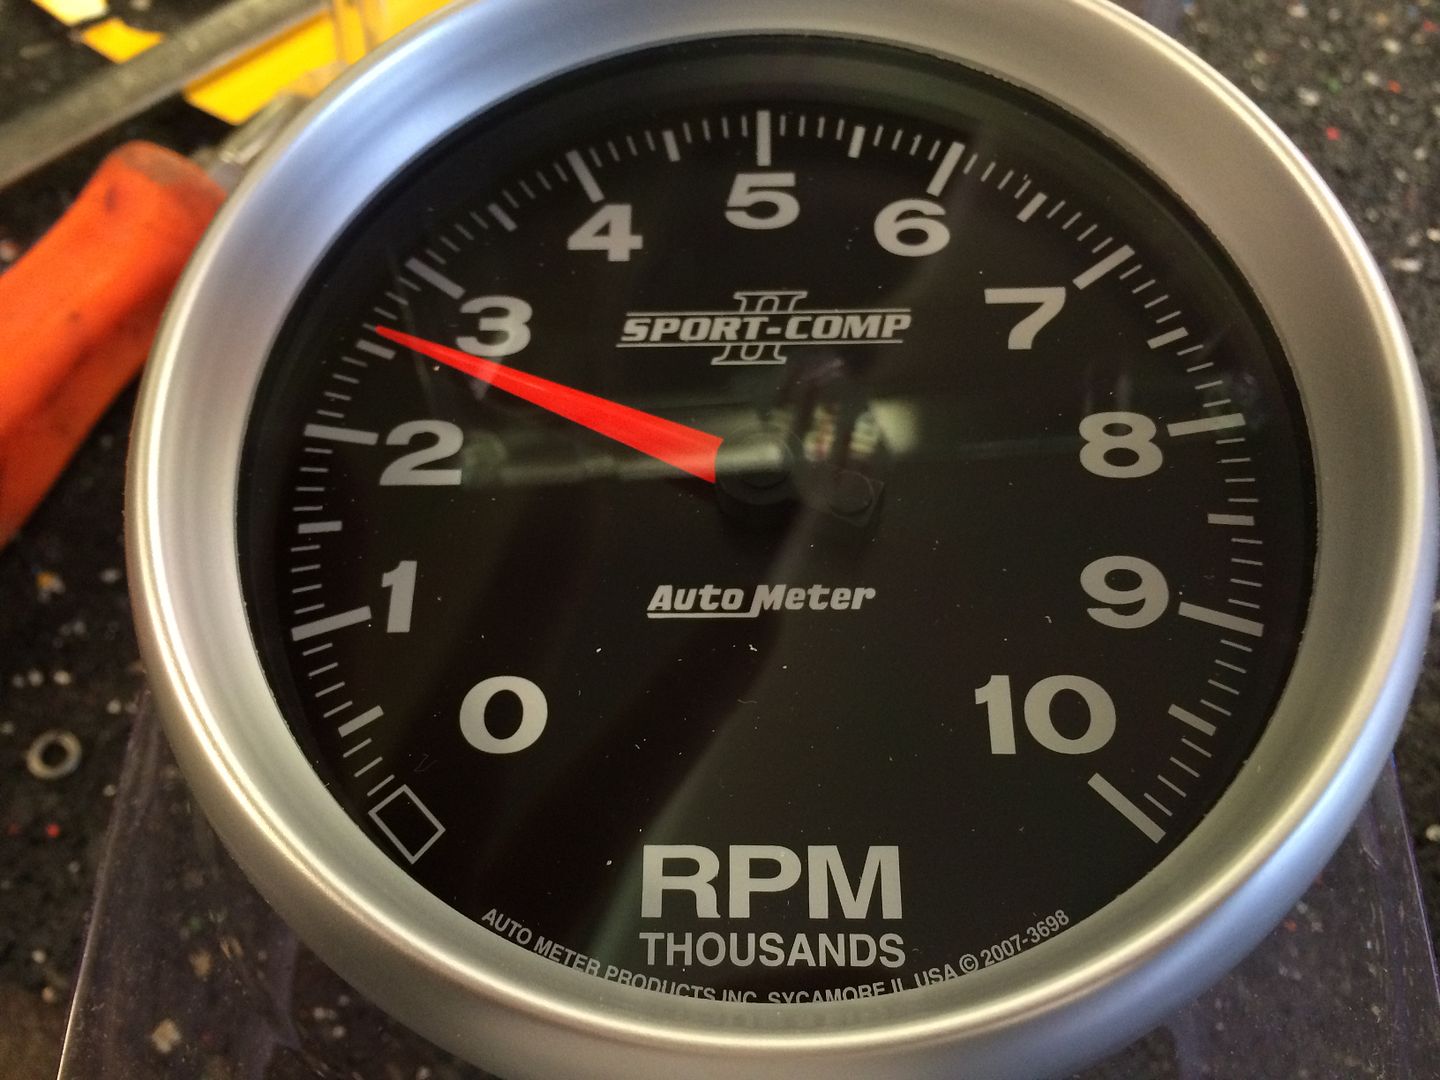 5
4 6
3 7
II
SPORT-COMP
2 8
1 9
Auto Meter
0 10
RPM
THOUSANDS
AUTO METER PRODUCTS INC. SYCAMORE IL USA © 2007-3698